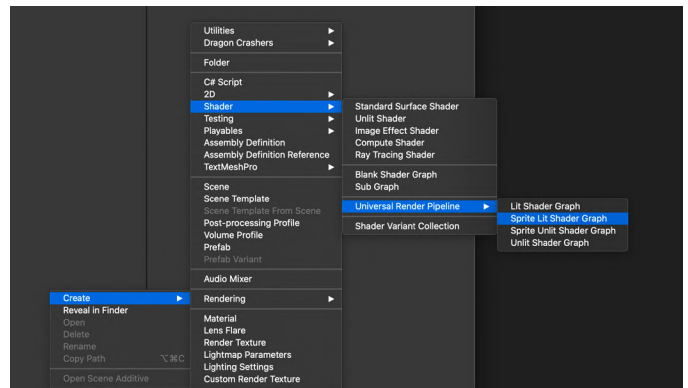 Utilities
Dragon Crashers
Folder
C# Script
2D
Shader
Testing
Playables
Assembly Definition
Assembly Definition Reference
TextMeshPro
Scene
Scene Template
Scene Template From Scene
Post-processing Profile
Volume Profile
Prefab
Prefab Variant
Audio Mixer
Rendering
Material
Lens Flare
Render Texture
Lightmap Parameters
Lighting Settings
Custom Render Texture
Standard Surface Shader
Unlit Shader
Image Effect Shader
Compute Shader
Ray Tracing Shader
Blank Shader Graph
Sub Graph
Universal Render Pipeline
Shader Variant Collection
Lit Shader Graph
Sprite Lit Shader Graph
Sprite Unlit Shader Graph
Unlit Shader Graph
Create
Reveal in Finder
Open
Delete
Rename
Copy Path ⌥⌘C
Open Scene Additive